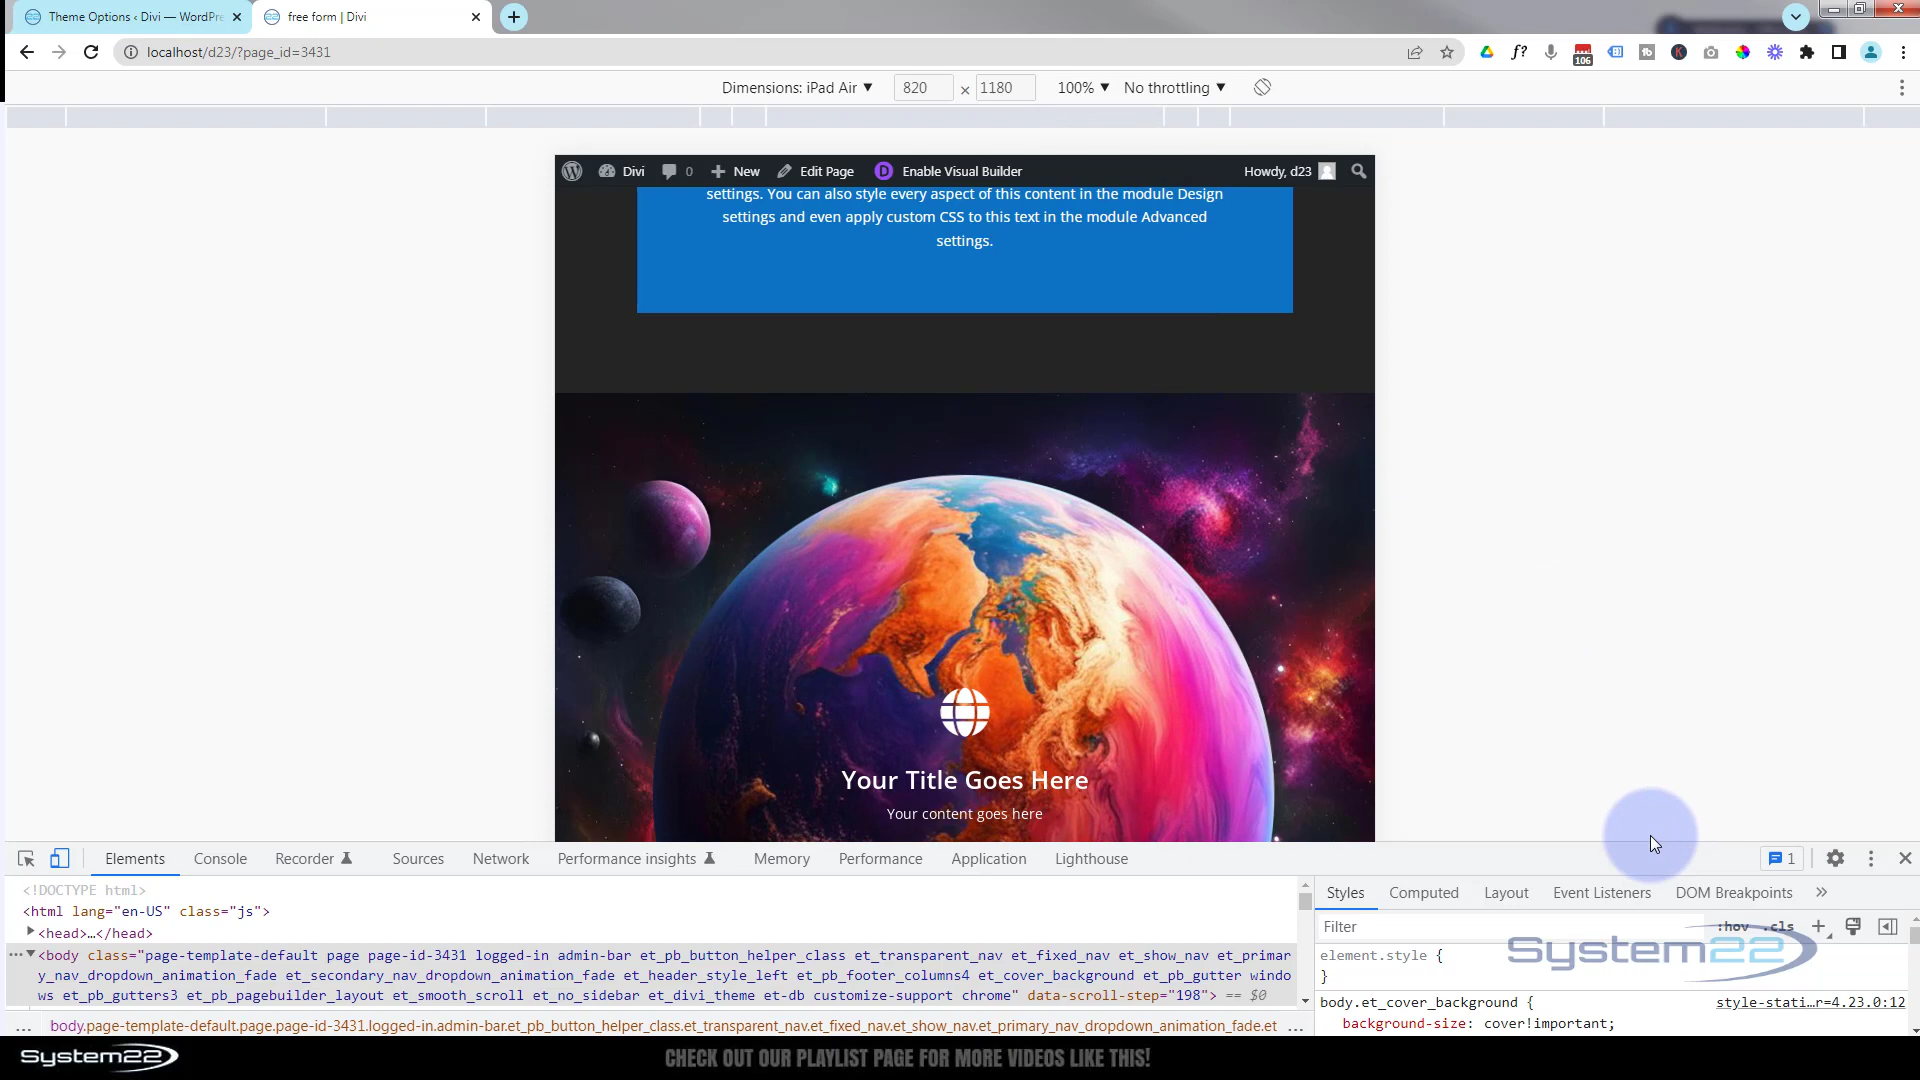 Theme Options ‹ Divi — WordPre
free form | Divi
localhost/d23/?page_id=3431
106
Dimensions: iPad Air ▼ 820 × 1180 100% ▼ No throttling ▼
Divi 0 New Edit Page D Enable Visual Builder Howdy, d23
settings. You can also style every aspect of this content in the module Design
settings and even apply custom CSS to this text in the module Advanced
settings.
Your Title Goes Here
Your content goes here
Elements Console Recorder Sources Network Performance insights Memory Performance Application Lighthouse 1
<!DOCTYPE html>
<html lang="en-US" class="js">
<head>…</head>
<body class="page-template-default page page-id-3431 logged-in admin-bar et_pb_button_helper_class et_transparent_nav et_fixed_nav et_show_nav et_primar
y_nav_dropdown_animation_fade et_secondary_nav_dropdown_animation_fade et_header_style_left et_pb_footer_columns4 et_cover_background et_pb_gutter windo
ws et_pb_gutters3 et_pb_pagebuilder_layout et_smooth_scroll et_no_sidebar et_divi_theme et-db customize-support chrome" data-scroll-step="198"> == $0
... body.page-template-default.page.page-id-3431.logged-in.admin-bar.et_pb_button_helper_class.et_transparent_nav.et_fixed_nav.et_show_nav.et_primary_nav_dropdown_animation_fade.et ...
Styles Computed Layout Event Listeners DOM Breakpoints »
Filter :hov .cls +
element.style {
}
body.et_cover_background { style-stati…r=4.23.0:12
background-size: cover!important;
System22
System22
CHECK OUT OUR PLAYLIST PAGE FOR MORE VIDEOS LIKE THIS!